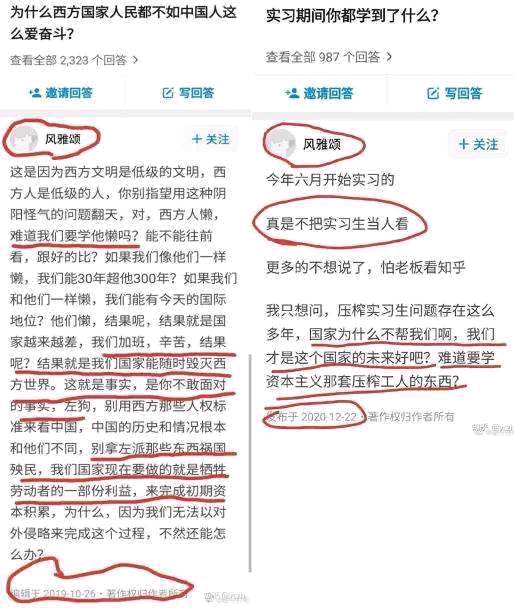 为什么西方国家人民都不如中国人这
么爱奋斗？
查看全部 2,323 个回答 >
邀请回答
写回答
风雅颂
+ 关注
这是因为西方文明是低级的文明，西
方人是低级的人，你别指望用这种阴
阳怪气的问题翻天，对，西方人懒，
难道我们要学他懒吗？能不能往前
看，跟好的比？如果我们像他们一样
懒，我们能30年超他300年？如果我们
和他们一样懒，我们能有今天的国际
地位？他们懒，结果呢，结果就是国
家越来越差，我们加班，辛苦，结果
呢？结果就是我们国家能随时毁灭西
方世界。这就是事实，是你不敢面对
的事实，左狗，别用西方那些人权标
准来看中国，中国的历史和情况根本
和他们不同，别拿左派那些东西祸国
殃民，我们国家现在要做的就是牺牲
劳动者的一部份利益，来完成初期资
本积累，为什么，因为我们无法以对
外侵略来完成这个过程，不然还能怎
么办？
编辑于 2019-10-26・著作权归作者所有
实习期间你都学到了什么？
查看全部 987 个回答 >
邀请回答
写回答
风雅颂
+ 关注
今年六月开始实习的
真是不把实习生当人看
更多的不想说了，怕老板看知乎
我只想问，压榨实习生问题存在这么
多年，国家为什么不帮我们啊，我们
才是这个国家的未来好吧？难道要学
资本主义那套压榨工人的东西？
发布于 2020-12-22・著作权归作者所有